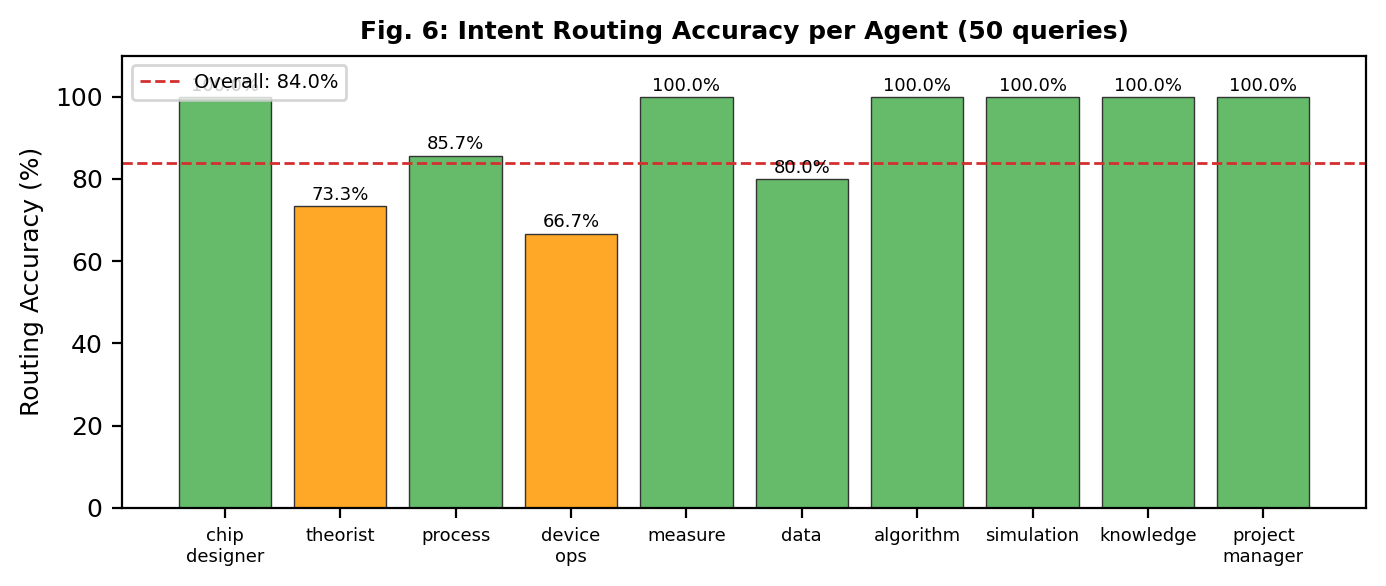 Fig. 6: Intent Routing Accuracy per Agent (50 queries)
Overall: 84.0%
Routing Accuracy (%)
100
80
60
40
20
0
100.0%
73.3%
85.7%
66.7%
100.0%
80.0%
100.0%
100.0%
100.0%
100.0%
chip
designer
theorist
process
device
ops
measure
data
algorithm
simulation
knowledge
project
manager